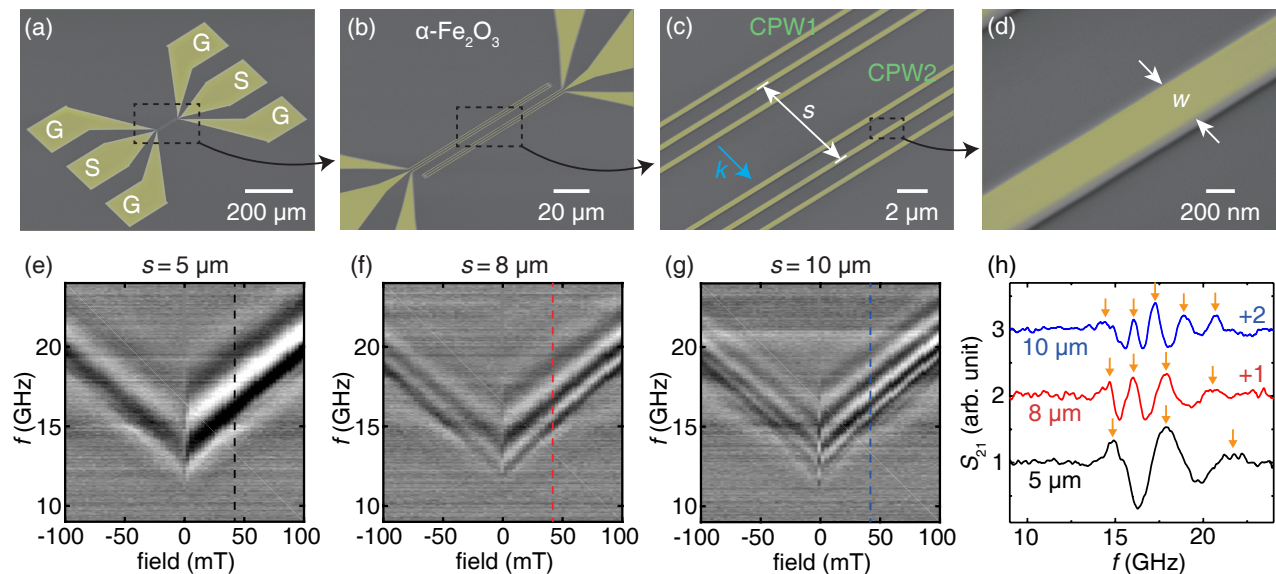 (a)
G
S
G
G
S
G
200 μm
(b)
α-Fe₂O₃
20 μm
(c)
CPW1
CPW2
s
k
2 μm
(d)
w
200 nm
(e)
s = 5 μm
f (GHz)
20
15
10
-100 -50 0 50 100
field (mT)
(f)
s = 8 μm
f (GHz)
20
15
10
-100 -50 0 50 100
field (mT)
(g)
s = 10 μm
f (GHz)
20
15
10
-100 -50 0 50 100
field (mT)
(h)
S₂₁ (arb. unit)
3
2
1
+2
10 μm
+1
8 μm
5 μm
10 15 20
f (GHz)